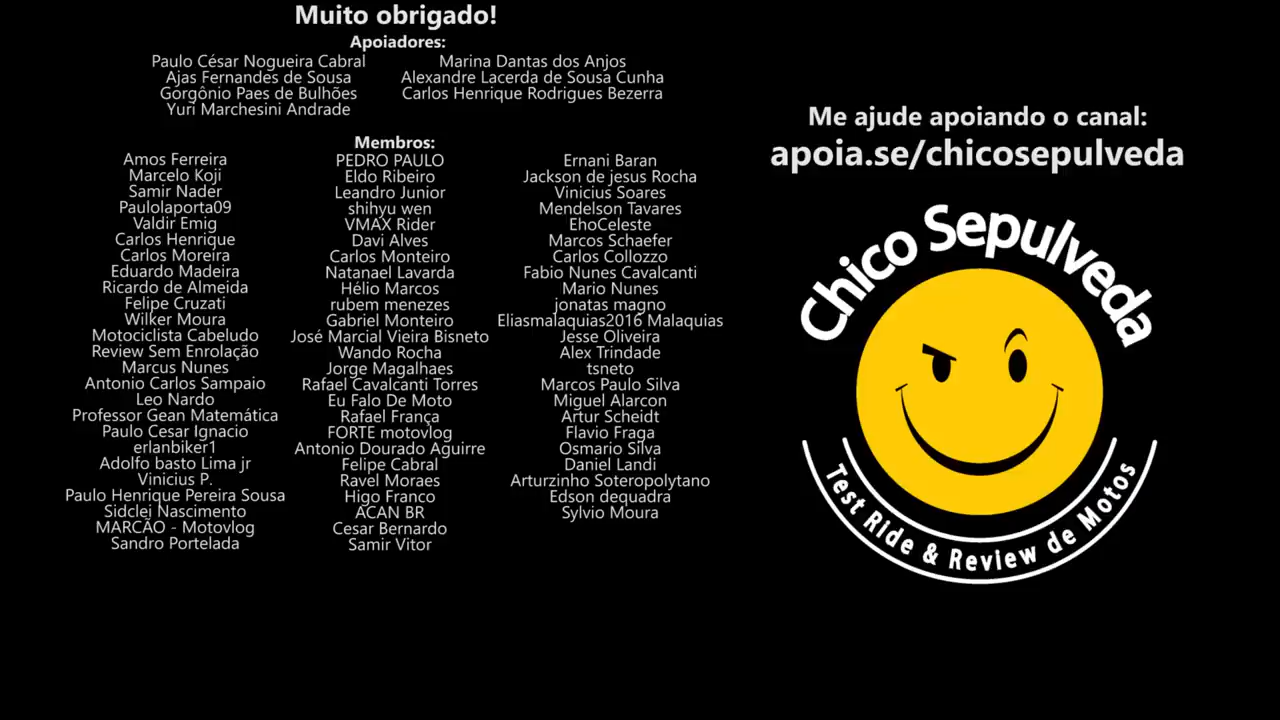 Muito obrigado!
Apoiadores:
Paulo César Nogueira Cabral
Ajas Fernandes de Sousa
Gorgônio Paes de Bulhões
Yuri Marchesini Andrade
Marina Dantas dos Anjos
Alexandre Lacerda de Sousa Cunha
Carlos Henrique Rodrigues Bezerra
Membros:
Amos Ferreira
Marcelo Koji
Samir Nader
Paulolaporta09
Valdir Emig
Carlos Henrique
Carlos Moreira
Eduardo Madeira
Ricardo de Almeida
Felipe Cruzati
Wilker Moura
Motociclista Cabeludo
Review Sem Enrolação
Marcus Nunes
Antonio Carlos Sampaio
Leo Nardo
Professor Gean Matemática
Paulo Cesar Ignacio
erlanbiker1
Adolfo basto Lima jr
Vinicius P.
Paulo Henrique Pereira Sousa
Sidclei Nascimento
MARCÃO - Motovlog
Sandro Portelada
PEDRO PAULO
Eldo Ribeiro
Leandro Junior
shihyu wen
VMAX Rider
Davi Alves
Carlos Monteiro
Natanael Lavarda
Hélio Marcos
rubem menezes
Gabriel Monteiro
José Marcial Vieira Bisneto
Wando Rocha
Jorge Magalhaes
Rafael Cavalcanti Torres
Eu Falo De Moto
Rafael França
FORTE motovlog
Antonio Dourado Aguirre
Felipe Cabral
Ravel Moraes
Higo Franco
ACAN BR
Cesar Bernardo
Samir Vitor
Ernani Baran
Jackson de jesus Rocha
Vinicius Soares
Mendelson Tavares
EhoCeleste
Marcos Schaefer
Carlos Collozzo
Fabio Nunes Cavalcanti
Mario Nunes
jonatas magno
Eliasmalaquias2016 Malaquias
Jesse Oliveira
Alex Trindade
tsneto
Marcos Paulo Silva
Miguel Alarcon
Artur Scheidt
Flavio Fraga
Osmario Silva
Daniel Landi
Arturzinho Soteropolytano
Edson dequadra
Sylvio Moura
Me ajude apoiando o canal:
apoia.se/chicosepulveda
Chico Sepulveda
Test Ride & Review de Motos